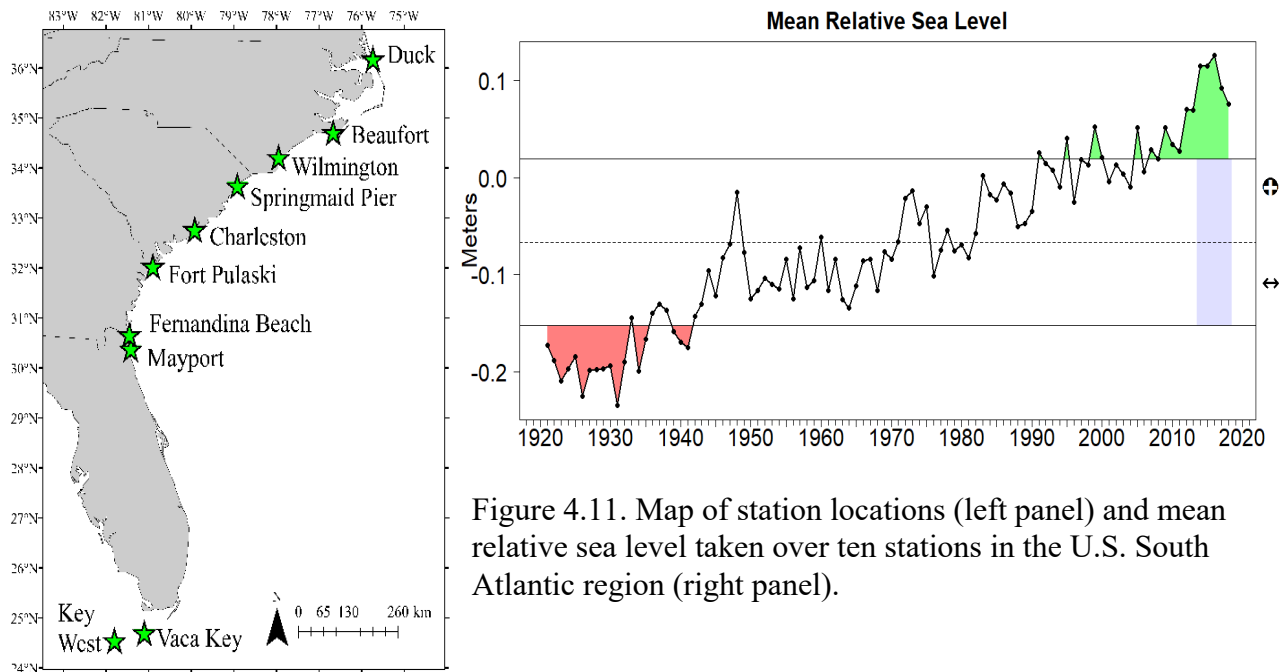 83°W 82°W 81°W 80°W 79°W 78°W 77°W 76°W 75°W
36°N
35°N
34°N
33°N
32°N
31°N
30°N
29°N
28°N
27°N
26°N
25°N
24°N
Duck
Beaufort
Wilmington
Springmaid Pier
Charleston
Fort Pulaski
Fernandina Beach
Mayport
Key
West
Vaca Key
N
0 65 130 260 km
Mean Relative Sea Level
Meters
0.1
0.0
-0.1
-0.2
1920 1930 1940 1950 1960 1970 1980 1990 2000 2010 2020
Figure 4.11. Map of station locations (left panel) and mean
relative sea level taken over ten stations in the U.S. South
Atlantic region (right panel).